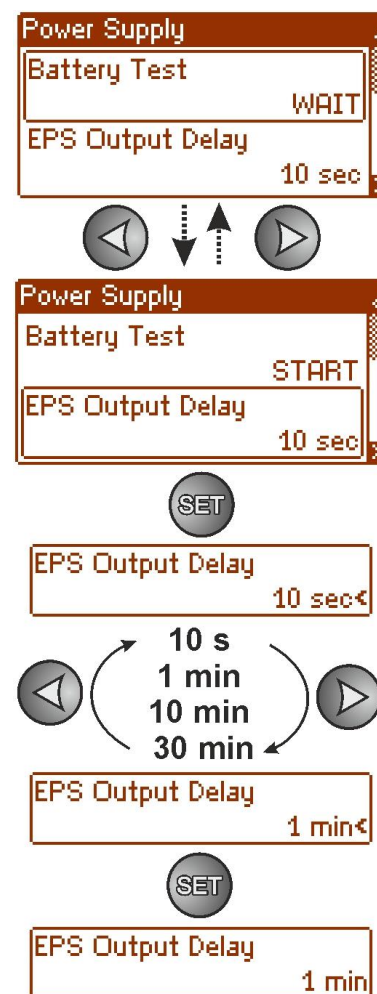 Power Supply
Battery Test
WAIT
EPS Output Delay
10 sec
Power Supply
Battery Test
START
EPS Output Delay
10 sec
SET
EPS Output Delay
10 sec
10 s
1 min
10 min
30 min
EPS Output Delay
1 min
SET
EPS Output Delay
1 min